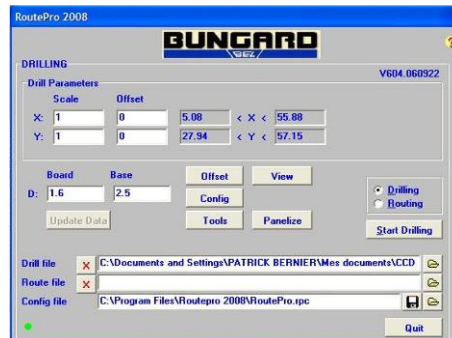 RoutePro 2008
BUNGARD
BEZ
?
DRILLING
V604.060922
Drill Parameters
Scale Offset
X: 1 0 5.08 < X < 55.88
Y: 1 0 27.94 < Y < 57.15
Board Base
D: 1.6 2.5
Offset View
Config
Update Data Tools Panelize
Drilling
Routing
Start Drilling
Drill file X C:\Documents and Settings\PATRICK BERNIER\Mes documents\CCD
Route file X
Config file C:\Program Files\Routepro 2008\RoutePro.rpc
Quit